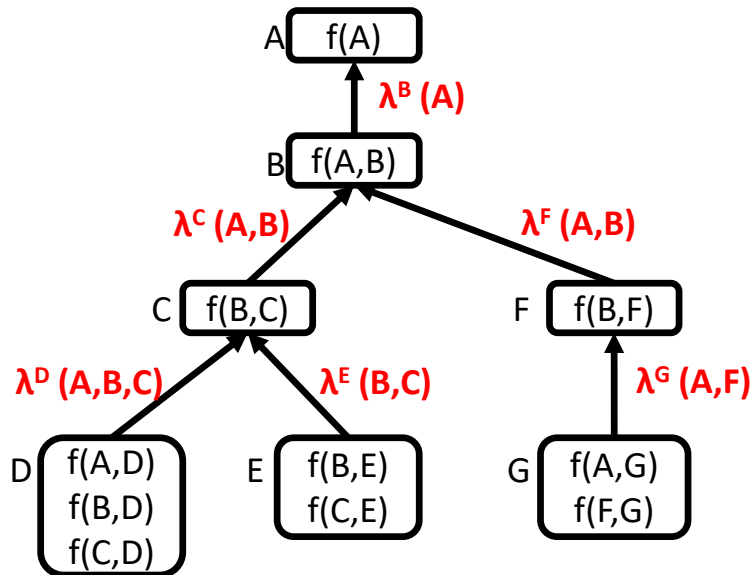 A f(A)
λᴮ (A)
B f(A,B)
λᶜ (A,B) λᶠ (A,B)
C f(B,C) F f(B,F)
λᴰ (A,B,C) λᴱ (B,C) λᴳ (A,F)
D f(A,D) E f(B,E) G f(A,G)
f(B,D) f(C,E) f(F,G)
f(C,D)